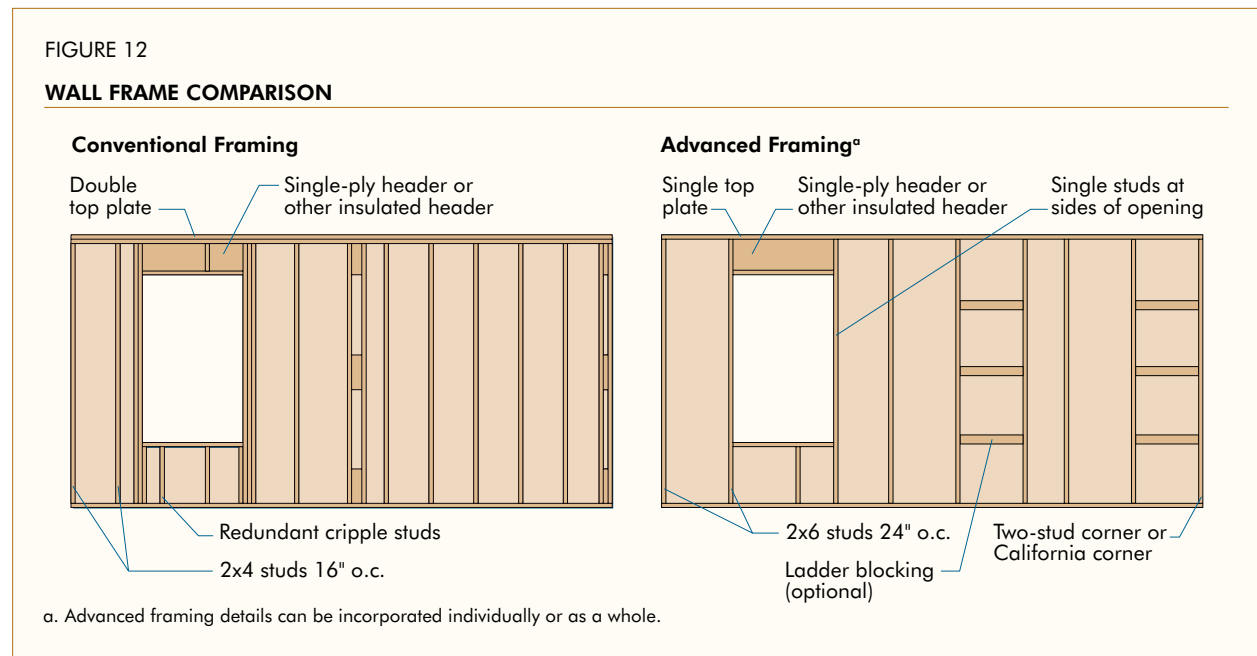 FIGURE 12
WALL FRAME COMPARISON
Conventional Framing
Double
top plate
Single-ply header or
other insulated header
Redundant cripple studs
2x4 studs 16" o.c.
Advanced Framingᵃ
Single top
plate
Single-ply header or
other insulated header
Single studs at
sides of opening
2x6 studs 24" o.c.
Ladder blocking
(optional)
Two-stud corner or
California corner
a. Advanced framing details can be incorporated individually or as a whole.